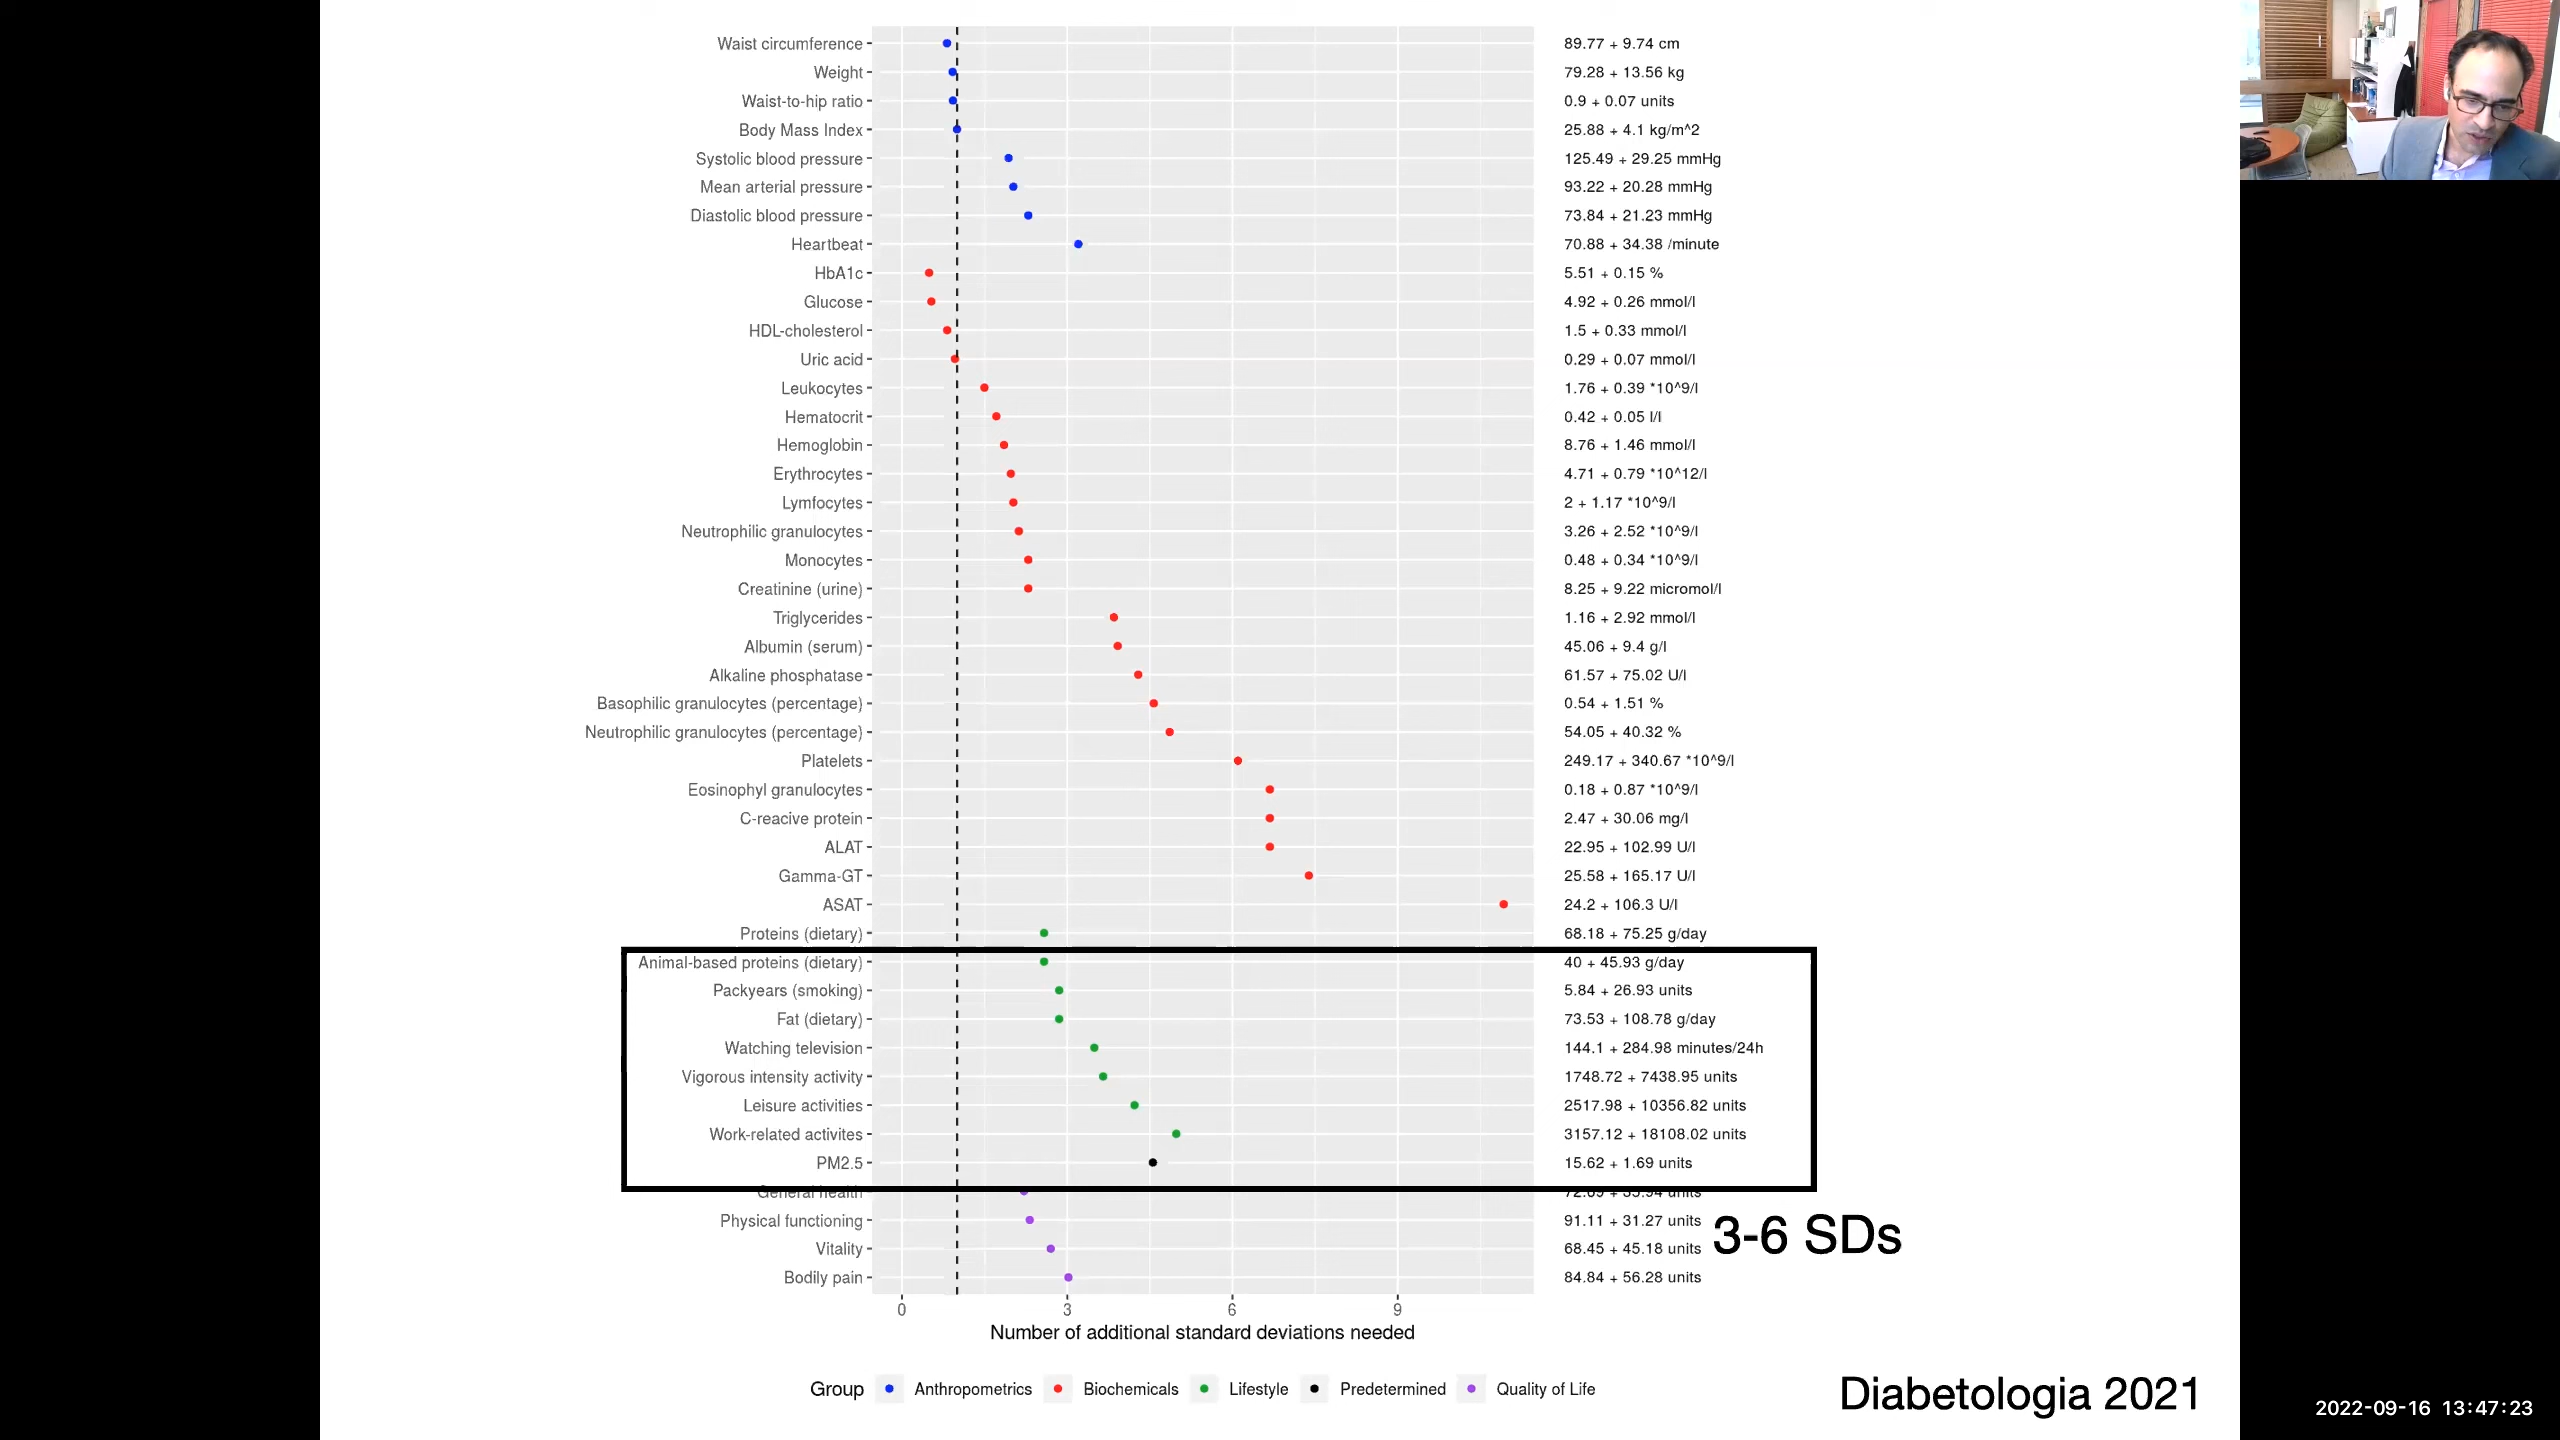 Waist circumference 89.77 + 9.74 cm
Weight 79.28 + 13.56 kg
Waist-to-hip ratio 0.9 + 0.07 units
Body Mass Index 25.88 + 4.1 kg/m^2
Systolic blood pressure 125.49 + 29.25 mmHg
Mean arterial pressure 93.22 + 20.28 mmHg
Diastolic blood pressure 73.84 + 21.23 mmHg
Heartbeat 70.88 + 34.38 /minute
HbA1c 5.51 + 0.15 %
Glucose 4.92 + 0.26 mmol/l
HDL-cholesterol 1.5 + 0.33 mmol/l
Uric acid 0.29 + 0.07 mmol/l
Leukocytes 1.76 + 0.39 *10^9/l
Hematocrit 0.42 + 0.05 l/l
Hemoglobin 8.76 + 1.46 mmol/l
Erythrocytes 4.71 + 0.79 *10^12/l
Lymfocytes 2 + 1.17 *10^9/l
Neutrophilic granulocytes 3.26 + 2.52 *10^9/l
Monocytes 0.48 + 0.34 *10^9/l
Creatinine (urine) 8.25 + 9.22 micromol/l
Triglycerides 1.16 + 2.92 mmol/l
Albumin (serum) 45.06 + 9.4 g/l
Alkaline phosphatase 61.57 + 75.02 U/l
Basophilic granulocytes (percentage) 0.54 + 1.51 %
Neutrophilic granulocytes (percentage) 54.05 + 40.32 %
Platelets 249.17 + 340.67 *10^9/l
Eosinophyl granulocytes 0.18 + 0.87 *10^9/l
C-reacive protein 2.47 + 30.06 mg/l
ALAT 22.95 + 102.99 U/l
Gamma-GT 25.58 + 165.17 U/l
ASAT 24.2 + 106.3 U/l
Proteins (dietary) 68.18 + 75.25 g/day
Animal-based proteins (dietary) 40 + 45.93 g/day
Packyears (smoking) 5.84 + 26.93 units
Fat (dietary) 73.53 + 108.78 g/day
Watching television 144.1 + 284.98 minutes/24h
Vigorous intensity activity 1748.72 + 7438.95 units
Leisure activities 2517.98 + 10356.82 units
Work-related activites 3157.12 + 18108.02 units
PM2.5 15.62 + 1.69 units
General health 72.69 + 35.94 units
Physical functioning 91.11 + 31.27 units
3-6 SDs
Vitality 68.45 + 45.18 units
Bodily pain 84.84 + 56.28 units
0 3 6 9
Number of additional standard deviations needed
Group Anthropometrics Biochemicals Lifestyle Predetermined Quality of Life
Diabetologia 2021
2022-09-16 13:47:23